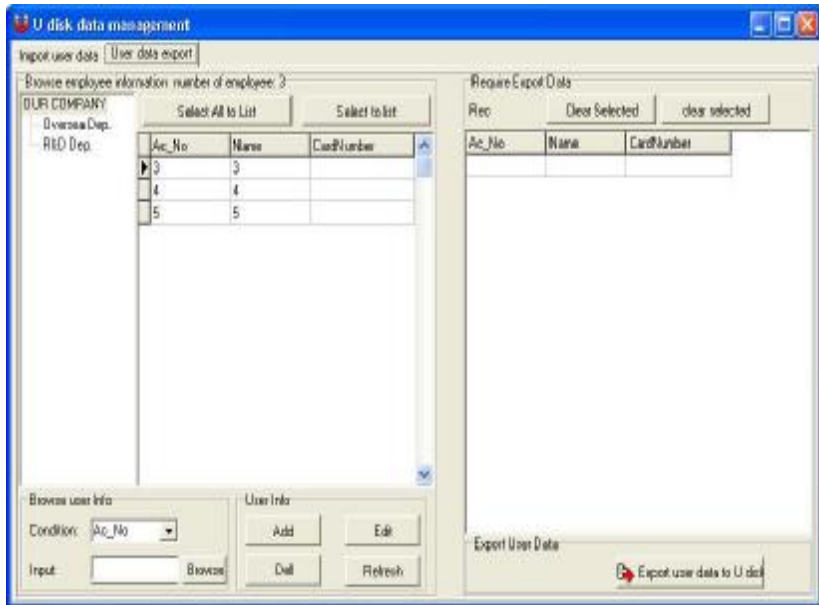 U disk data management
Import user data User data export
Browse employee information number of employee: 3
OUR COMPANY
Oversea Dep.
R&D Dep.
Select All to List Select to list
Ac_No Name CardNumber
3 3
4 4
5 5
Browse user Info
Condition: Ac_No
Input: Browse
User Info
Add Edit
Dell Refresh
Require Export Data
Rec Clear Selected clear selected
Ac_No Name CardNumber
Export User Data
Export user data to U disk